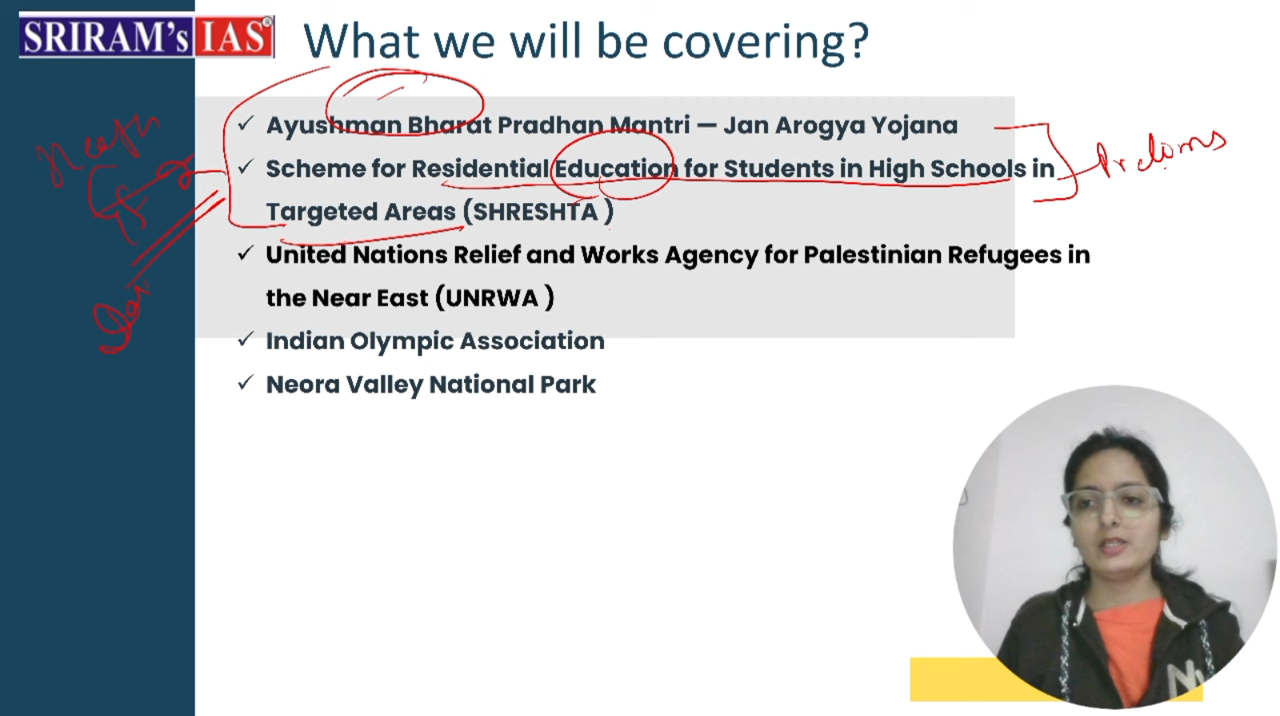 SRIRAM's IAS®
What we will be covering?
✓ Ayushman Bharat Pradhan Mantri – Jan Arogya Yojana
✓ Scheme for Residential Education for Students in High Schools in
Targeted Areas (SHRESHTA )
✓ United Nations Relief and Works Agency for Palestinian Refugees in
the Near East (UNRWA )
✓ Indian Olympic Association
✓ Neora Valley National Park